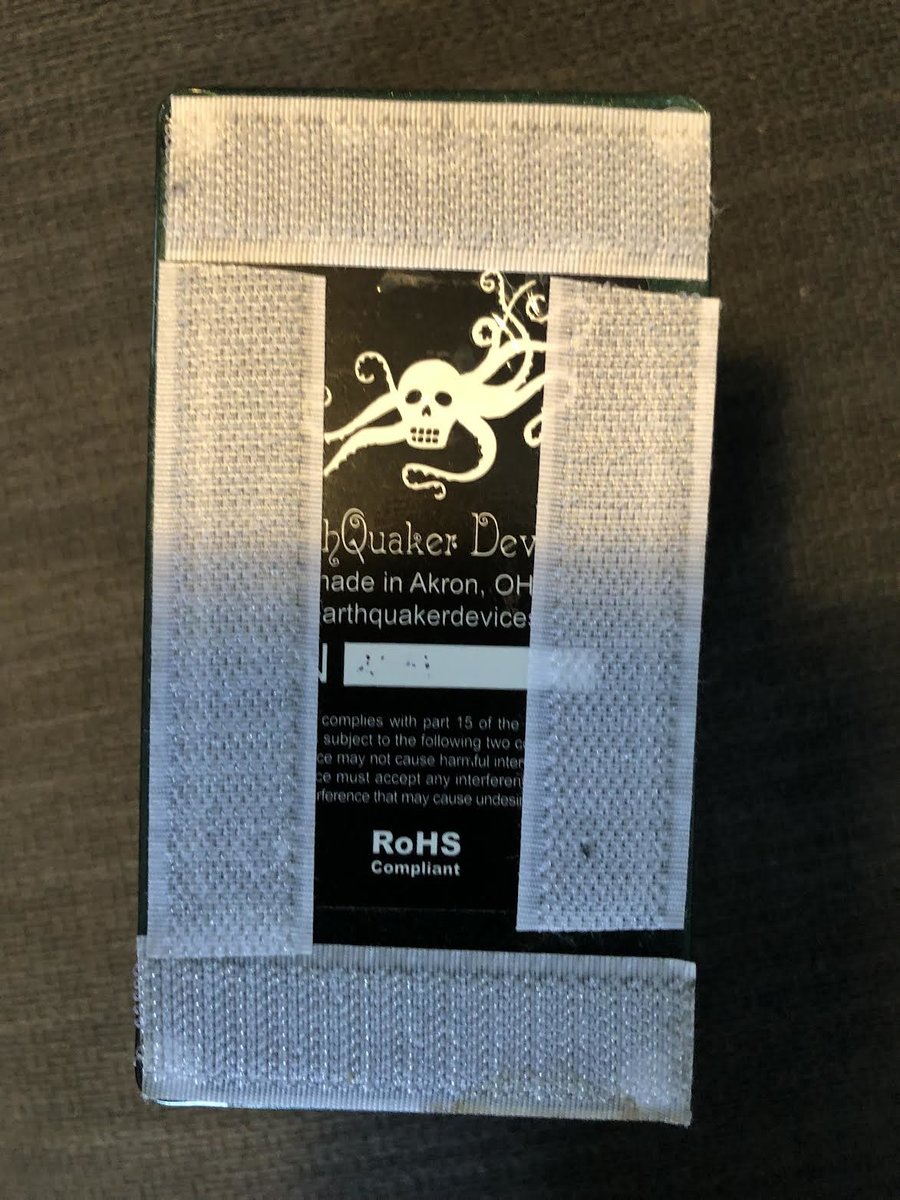 hQuaker Dev
made in Akron, OH
arthquakerdevices
N
complies with part 15 of the
subject to the following two c
ce may not cause harmful inter
ce must accept any interferen
rference that may cause undesi
RoHS
Compliant